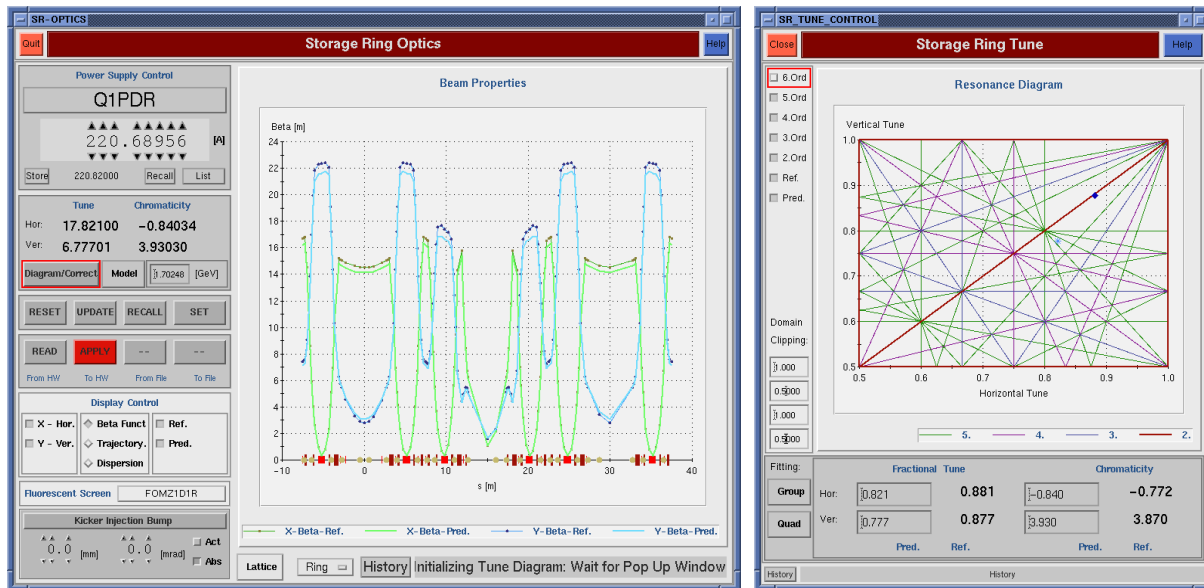 SR-OPTICS
Quit
Storage Ring Optics
Help
Power Supply Control
Q1PDR
220.68956 [A]
Store 220.82000 Recall List
Tune Chromaticity
Hor: 17.82100 -0.84034
Ver: 6.77701 3.93030
Diagram/Correct Model 1.70248 [GeV]
RESET UPDATE RECALL SET
READ APPLY -- --
From HW To HW From File To File
Display Control
X - Hor. Beta Funct Ref.
Y - Ver. Trajectory. Pred.
Dispersion
Fluorescent Screen FOMZ1D1R
Kicker Injection Bump
0.0 [mm] 0.0 [mrad] Act
Abs
Beam Properties
Beta [m]
24
22
20
18
16
14
12
10
8
6
4
2
0
-10 0 10 20 30 40
s [m]
X-Beta-Ref. X-Beta-Pred. Y-Beta-Ref. Y-Beta-Pred.
Lattice Ring History Initializing Tune Diagram: Wait for Pop Up Window
SR_TUNE_CONTROL
Close
Storage Ring Tune
Help
6.Ord
5.Ord
4.Ord
3.Ord
2.Ord
Ref.
Pred.
Domain
Clipping:
1.000
0.5000
1.000
0.5000
Resonance Diagram
Vertical Tune
1.0
0.9
0.8
0.7
0.6
0.5
0.5 0.6 0.7 0.8 0.9 1.0
Horizontal Tune
5. 4. 3. 2.
Fitting: Fractional Tune Chromaticity
Group Hor: 0.821 0.881 -0.840 -0.772
Quad Ver: 0.777 0.877 3.930 3.870
Pred. Ref. Pred. Ref.
History History